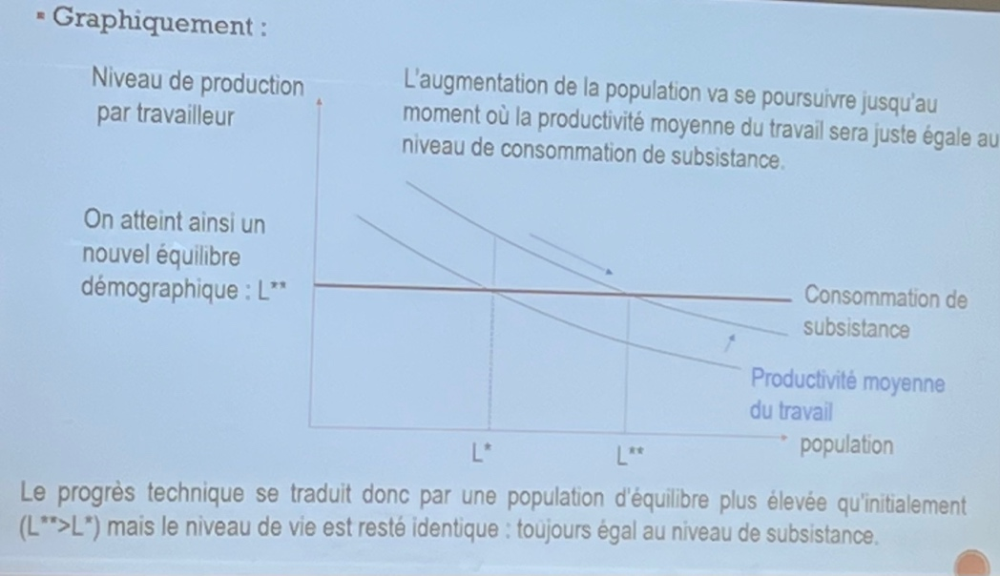 Graphiquement :
Niveau de production
par travailleur
L'augmentation de la population va se poursuivre jusqu'au
moment où la productivité moyenne du travail sera juste égale au
niveau de consommation de subsistance.
On atteint ainsi un
nouvel équilibre
démographique : L**
Consommation de
subsistance
Productivité moyenne
du travail
population
L*
L**
Le progrès technique se traduit donc par une population d'équilibre plus élevée qu'initialement
(L**>L*) mais le niveau de vie est resté identique : toujours égal au niveau de subsistance.